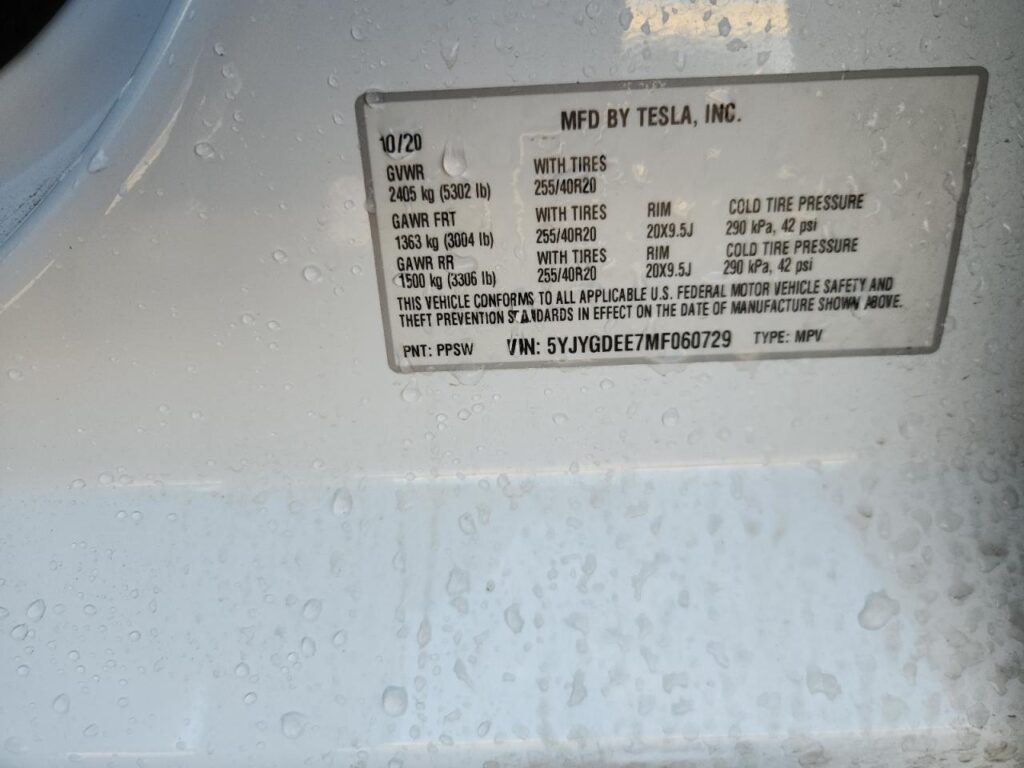 MFD BY TESLA, INC.
10/20
GVWR WITH TIRES
2405 kg (5302 lb) 255/40R20
GAWR FRT WITH TIRES RIM COLD TIRE PRESSURE
1363 kg (3004 lb) 255/40R20 20X9.5J 290 kPa, 42 psi
GAWR RR WITH TIRES RIM COLD TIRE PRESSURE
1500 kg (3306 lb) 255/40R20 20X9.5J 290 kPa, 42 psi
THIS VEHICLE CONFORMS TO ALL APPLICABLE U.S. FEDERAL MOTOR VEHICLE SAFETY AND
THEFT PREVENTION STANDARDS IN EFFECT ON THE DATE OF MANUFACTURE SHOWN ABOVE.
PNT: PPSW VIN: 5YJYGDEE7MF060729 TYPE: MPV